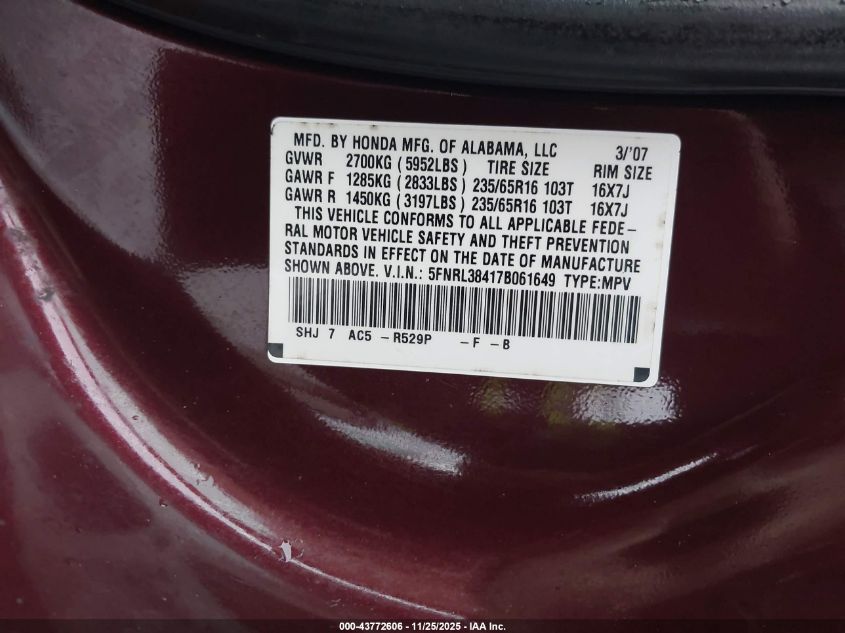 MFD. BY HONDA MFG. OF ALABAMA, LLC 3/'07
GVWR 2700KG ( 5952LBS ) TIRE SIZE RIM SIZE
GAWR F 1285KG ( 2833LBS ) 235/65R16 103T 16X7J
GAWR R 1450KG ( 3197LBS ) 235/65R16 103T 16X7J
THIS VEHICLE CONFORMS TO ALL APPLICABLE FEDE-
RAL MOTOR VEHICLE SAFETY AND THEFT PREVENTION
STANDARDS IN EFFECT ON THE DATE OF MANUFACTURE
SHOWN ABOVE. V.I.N.: 5FNRL38417B061649 TYPE:MPV
SHJ 7 AC5 -R529P -F -B
000-43772606 - 11/25/2025 - IAA Inc.